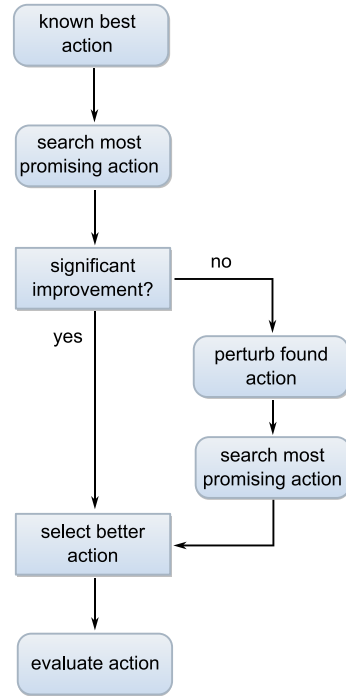 known best
action
search most
promising action
significant
improvement?
no
yes
perturb found
action
search most
promising action
select better
action
evaluate action